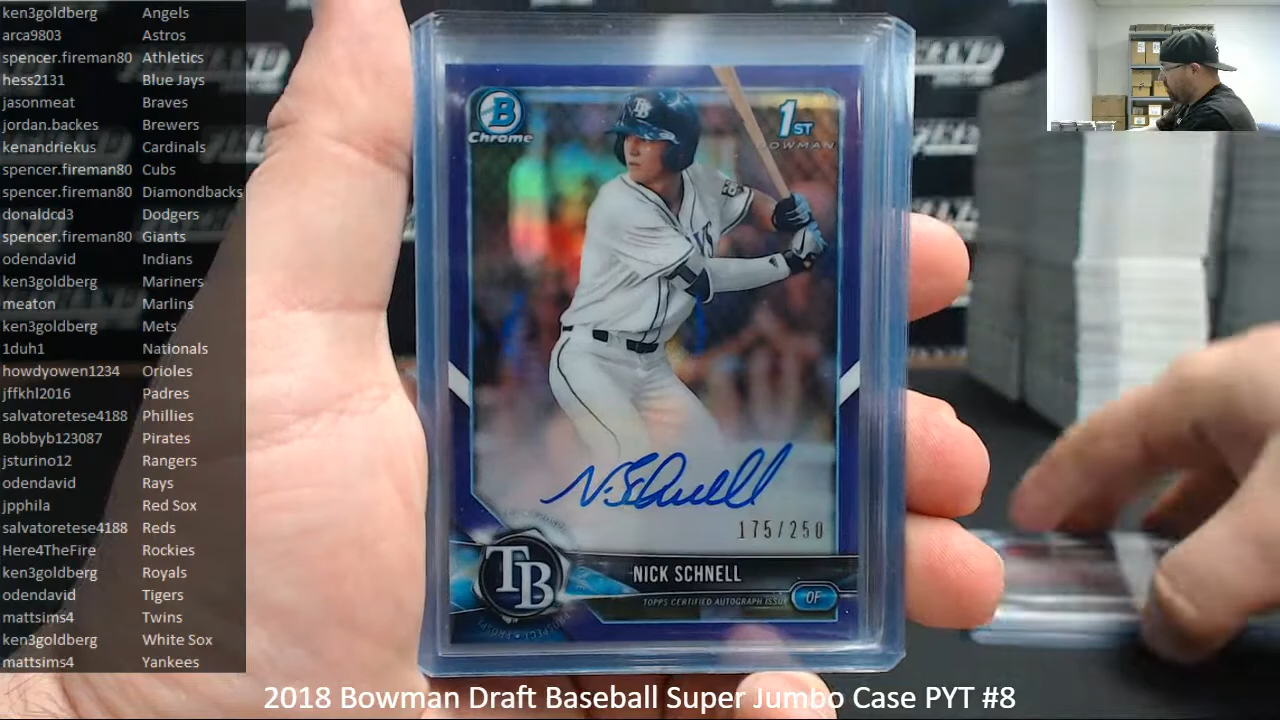 ken3goldberg Angels
arca9803 Astros
spencer.fireman80 Athletics
hess2131 Blue Jays
jasonmeat Braves
jordan.backes Brewers
kenandriekus Cardinals
spencer.fireman80 Cubs
spencer.fireman80 Diamondbacks
donaldcd3 Dodgers
spencer.fireman80 Giants
odendavid Indians
ken3goldberg Mariners
meaton Marlins
ken3goldberg Mets
1duh1 Nationals
howdyowen1234 Orioles
jffkhl2016 Padres
salvatoretese4188 Phillies
Bobbyb123087 Pirates
jsturino12 Rangers
odendavid Rays
jpphila Red Sox
salvatoretese4188 Reds
Here4TheFire Rockies
ken3goldberg Royals
odendavid Tigers
mattsims4 Twins
ken3goldberg White Sox
mattsims4 Yankees
B
Chrome
1ST
BOWMAN
TB
N. Schnell
175/250
TB
NICK SCHNELL
TOPPS CERTIFIED AUTOGRAPH ISSUE
OF
2018 Bowman Draft Baseball Super Jumbo Case PYT #8